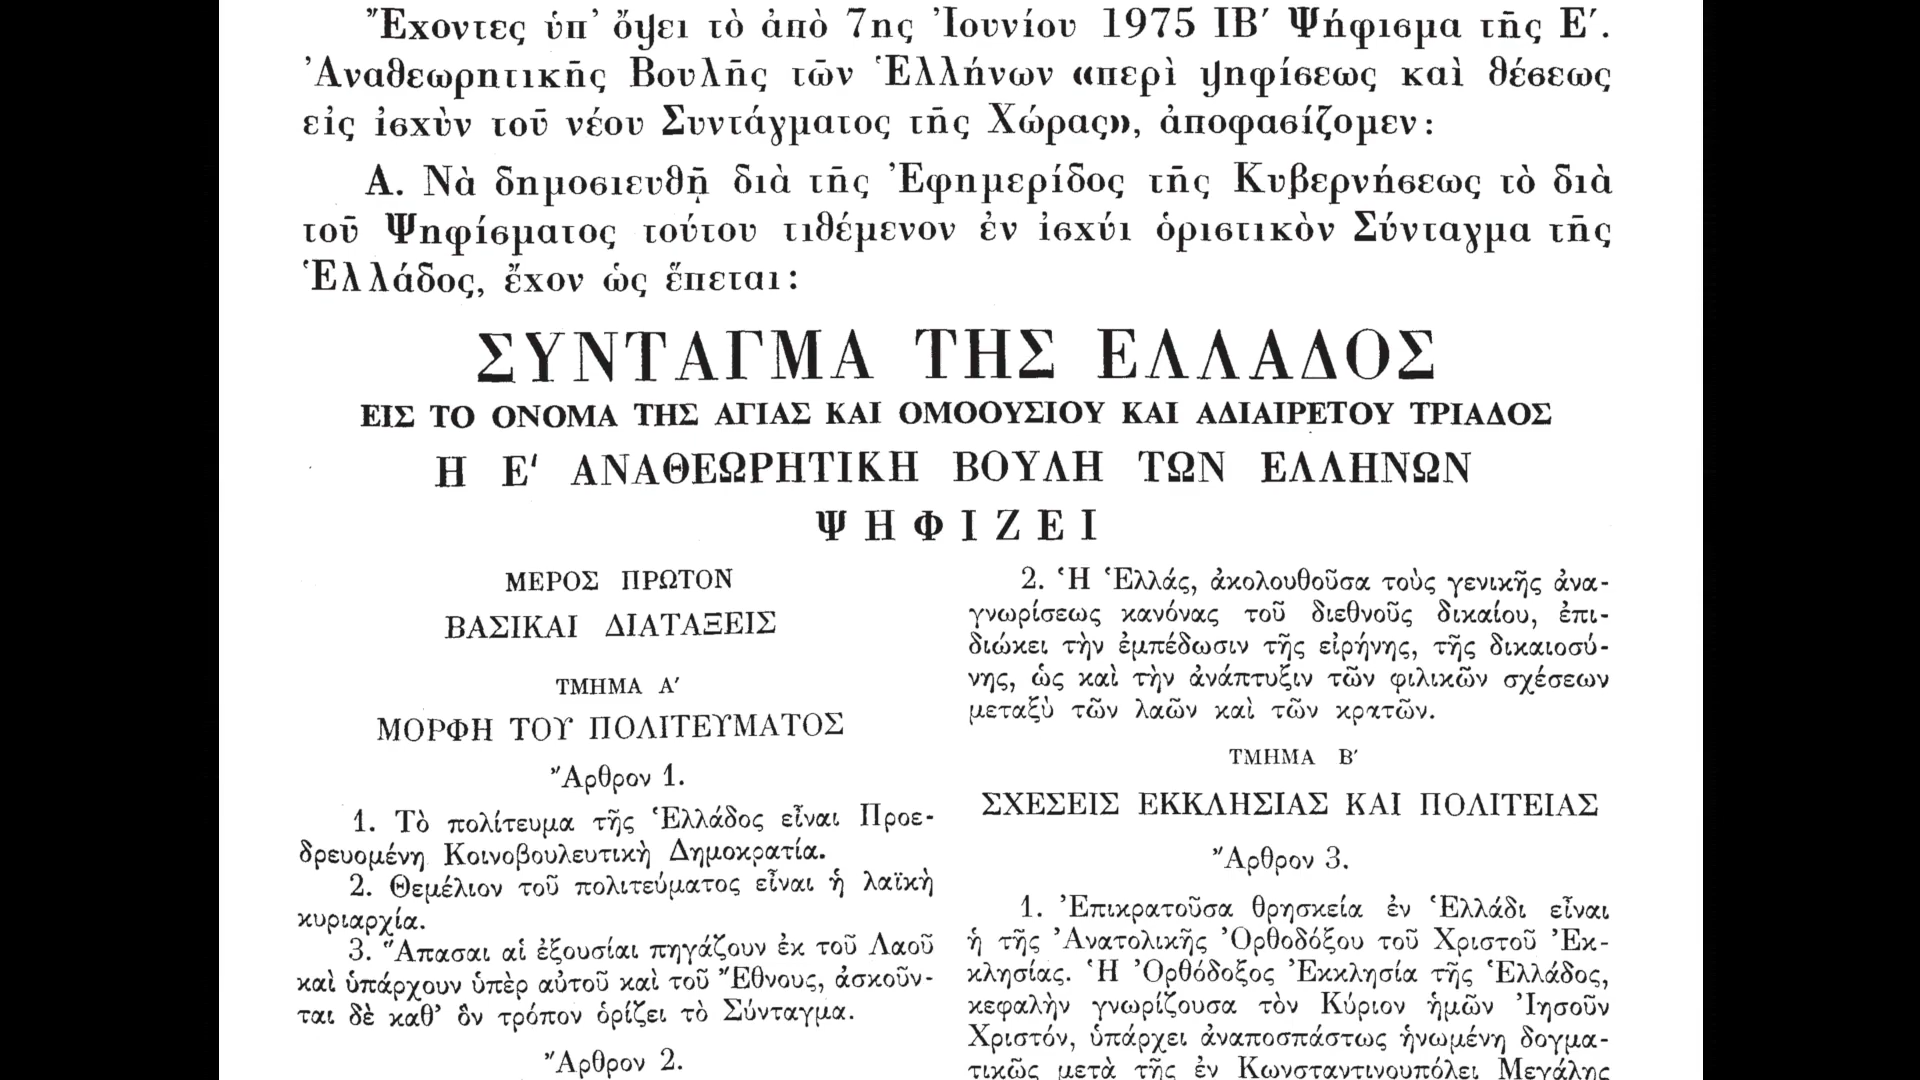 Ἔχοντες ὑπ' ὄψει τὸ ἀπὸ 7ης Ἰουνίου 1975 ΙΒ′ Ψήφισμα τῆς Ε′.
Ἀναθεωρητικῆς Βουλῆς τῶν Ἑλλήνων «περὶ ψηφίσεως καὶ θέσεως
εἰς ἰσχὺν τοῦ νέου Συντάγματος τῆς Χώρας», ἀποφασίζομεν:
Α. Νὰ δημοσιευθῇ διὰ τῆς Ἐφημερίδος τῆς Κυβερνήσεως τὸ διὰ
τοῦ Ψηφίσματος τούτου τιθέμενον ἐν ἰσχύι ὁριστικὸν Σύνταγμα τῆς
Ἑλλάδος, ἔχον ὡς ἕπεται:
ΣΥΝΤΑΓΜΑ ΤΗΣ ΕΛΛΑΔΟΣ
ΕΙΣ ΤΟ ΟΝΟΜΑ ΤΗΣ ΑΓΙΑΣ ΚΑΙ ΟΜΟΟΥΣΙΟΥ ΚΑΙ ΑΔΙΑΙΡΕΤΟΥ ΤΡΙΑΔΟΣ
Η Ε' ΑΝΑΘΕΩΡΗΤΙΚΗ ΒΟΥΛΗ ΤΩΝ ΕΛΛΗΝΩΝ
ΨΗΦΙΖΕΙ
ΜΕΡΟΣ ΠΡΩΤΟΝ
ΒΑΣΙΚΑΙ ΔΙΑΤΑΞΕΙΣ
ΤΜΗΜΑ Α′
ΜΟΡΦΗ ΤΟΥ ΠΟΛΙΤΕΥΜΑΤΟΣ
Ἄρθρον 1.
1. Τὸ πολίτευμα τῆς Ἑλλάδος εἶναι Προε-
δρευομένη Κοινοβουλευτικὴ Δημοκρατία.
2. Θεμέλιον τοῦ πολιτεύματος εἶναι ἡ λαϊκὴ
κυριαρχία.
3. Ἅπασαι αἱ ἐξουσίαι πηγάζουν ἐκ τοῦ Λαοῦ
καὶ ὑπάρχουν ὑπὲρ αὐτοῦ καὶ τοῦ Ἔθνους, ἀσκοῦν-
ται δὲ καθ' ὃν τρόπον ὁρίζει τὸ Σύνταγμα.
Ἄρθρον 2.
2. Ἡ Ἑλλάς, ἀκολουθοῦσα τοὺς γενικῆς ἀνα-
γνωρίσεως κανόνας τοῦ διεθνοῦς δικαίου, ἐπι-
διώκει τὴν ἐμπέδωσιν τῆς εἰρήνης, τῆς δικαιοσύ-
νης, ὡς καὶ τὴν ἀνάπτυξιν τῶν φιλικῶν σχέσεων
μεταξὺ τῶν λαῶν καὶ τῶν κρατῶν.
ΤΜΗΜΑ Β′
ΣΧΕΣΕΙΣ ΕΚΚΛΗΣΙΑΣ ΚΑΙ ΠΟΛΙΤΕΙΑΣ
Ἄρθρον 3.
1. Ἐπικρατοῦσα θρησκεία ἐν Ἑλλάδι εἶναι
ἡ τῆς Ἀνατολικῆς Ὀρθοδόξου τοῦ Χριστοῦ Ἐκ-
κλησίας. Ἡ Ὀρθόδοξος Ἐκκλησία τῆς Ἑλλάδος,
κεφαλὴν γνωρίζουσα τὸν Κύριον ἡμῶν Ἰησοῦν
Χριστόν, ὑπάρχει ἀναποσπάστως ἡνωμένη δογμα-
τικῶς μετὰ τῆς ἐν Κωνσταντινουπόλει Μεγάλης